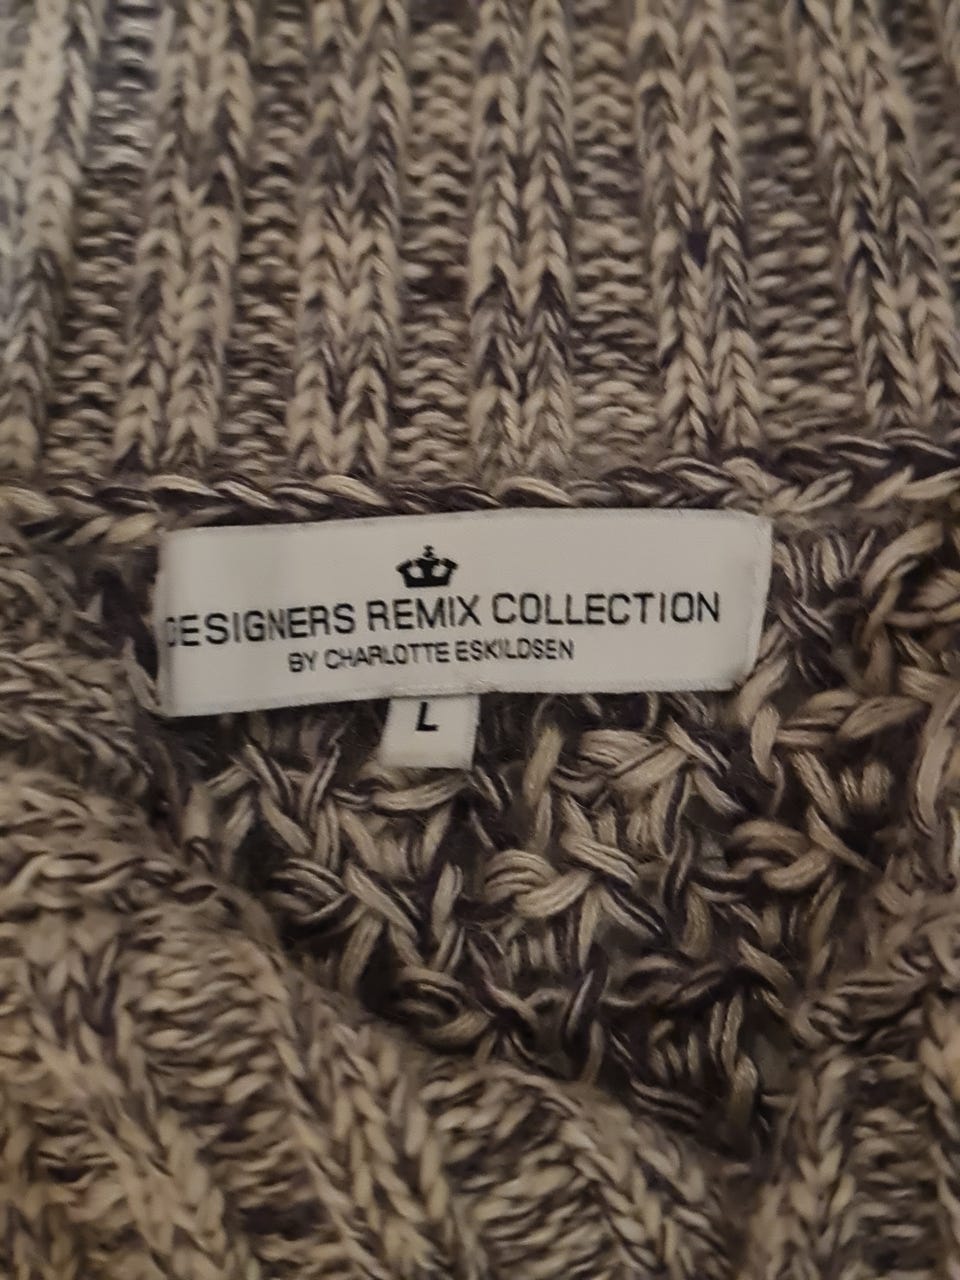 DESIGNERS REMIX COLLECTION
BY CHARLOTTE ESKILDSEN
L